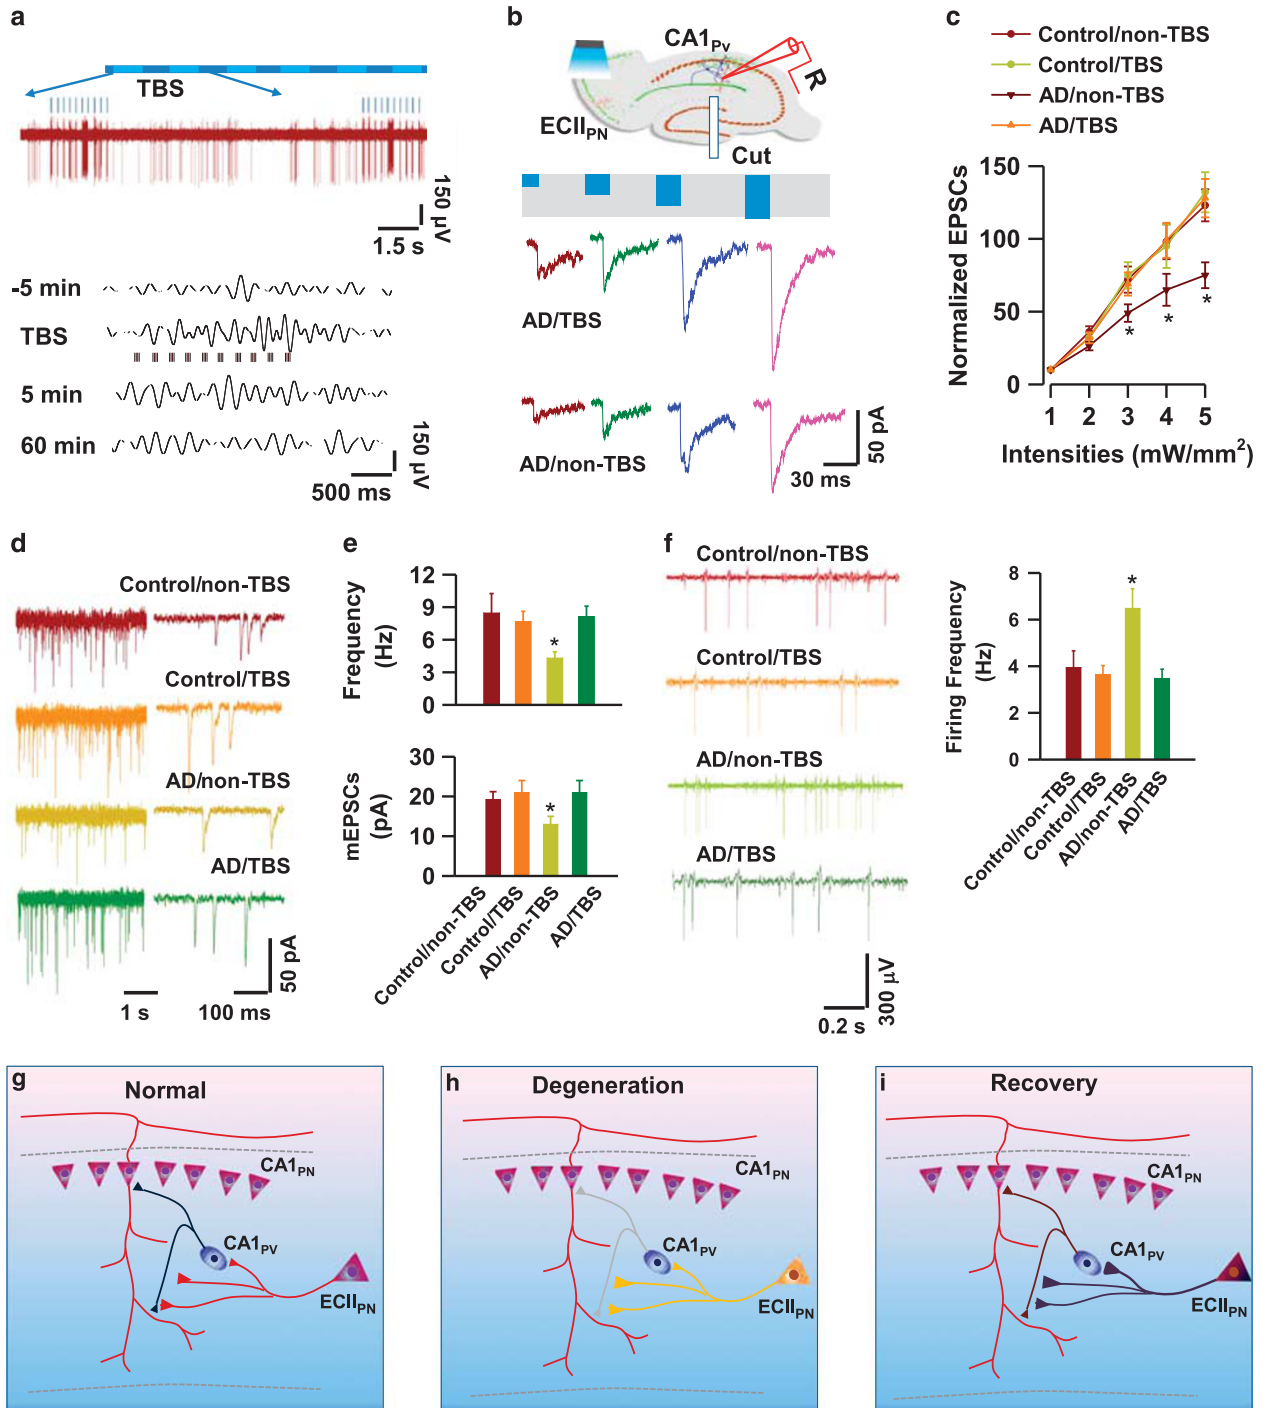 a
TBS
150 µV
1.5 s
-5 min
TBS
5 min
60 min
150 µV
500 ms
b
CA1PV
R
ECIIPN
Cut
AD/TBS
AD/non-TBS
50 pA
30 ms
c
Control/non-TBS
Control/TBS
AD/non-TBS
AD/TBS
Normalized EPSCs
150
100
50
0
* * *
1 2 3 4 5
Intensities (mW/mm²)
d
Control/non-TBS
Control/TBS
AD/non-TBS
AD/TBS
50 pA
1 s
100 ms
e
Frequency (Hz)
12
9
6
3
0
*
mEPSCs (pA)
30
20
10
0
*
Control/non-TBS
Control/TBS
AD/non-TBS
AD/TBS
f
Control/non-TBS
Control/TBS
AD/non-TBS
AD/TBS
300 µV
0.2 s
Firing Frequency (Hz)
8
6
4
2
0
*
Control/non-TBS
Control/TBS
AD/non-TBS
AD/TBS
g
Normal
CA1PN
CA1PV
ECIIPN
h
Degeneration
CA1PN
CA1PV
ECIIPN
i
Recovery
CA1PN
CA1PV
ECIIPN